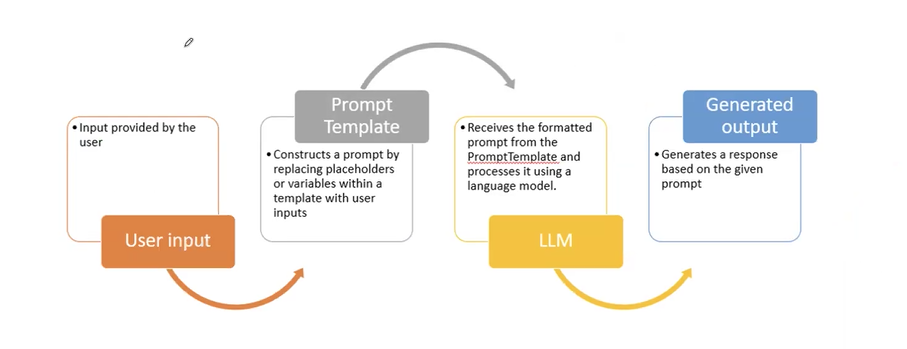 • Input provided by the
user
User input
Prompt
Template
• Constructs a prompt by
replacing placeholders
or variables within a
template with user
inputs
• Receives the formatted
prompt from the
PromptTemplate and
processes it using a
language model.
LLM
Generated
output
• Generates a response
based on the given
prompt